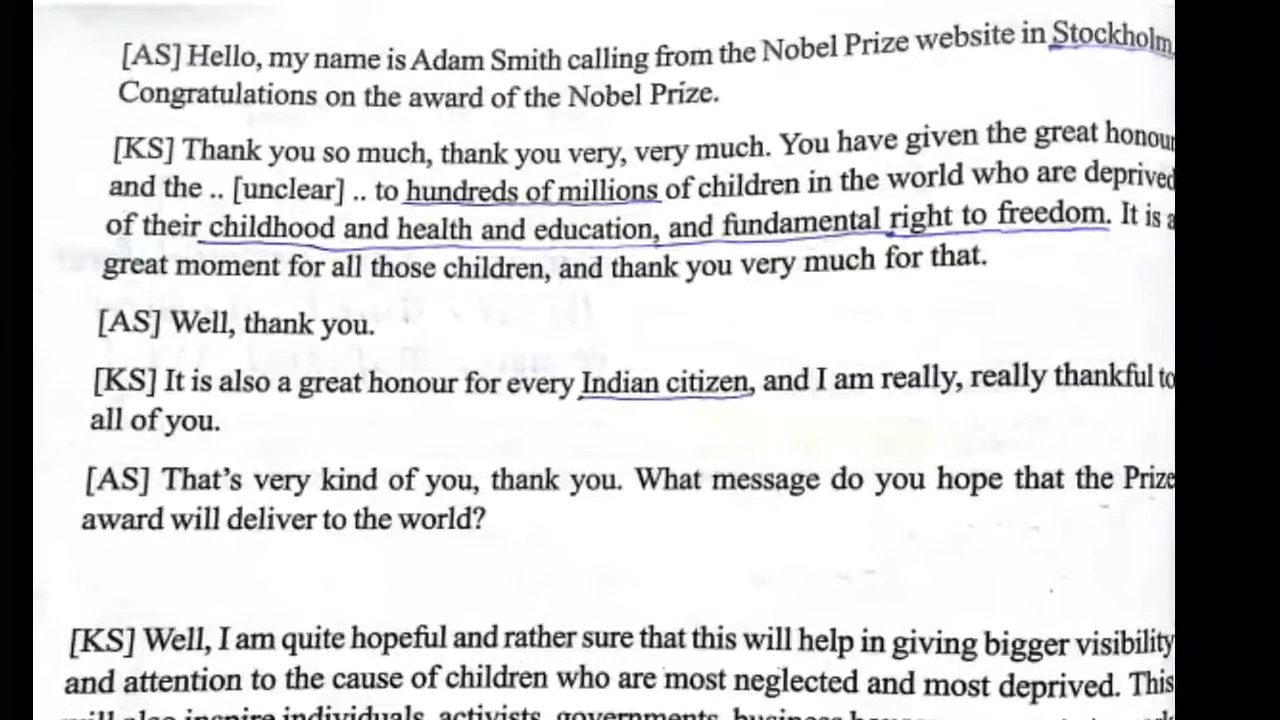 [AS] Hello, my name is Adam Smith calling from the Nobel Prize website in Stockholm
Congratulations on the award of the Nobel Prize.
[KS] Thank you so much, thank you very, very much. You have given the great honour
and the .. [unclear] .. to hundreds of millions of children in the world who are deprived
of their childhood and health and education, and fundamental right to freedom. It is a
great moment for all those children, and thank you very much for that.
[AS] Well, thank you.
[KS] It is also a great honour for every Indian citizen, and I am really, really thankful to
all of you.
[AS] That's very kind of you, thank you. What message do you hope that the Prize
award will deliver to the world?
[KS] Well, I am quite hopeful and rather sure that this will help in giving bigger visibility
and attention to the cause of children who are most neglected and most deprived. This
will also inspire individuals, activists, governments, business